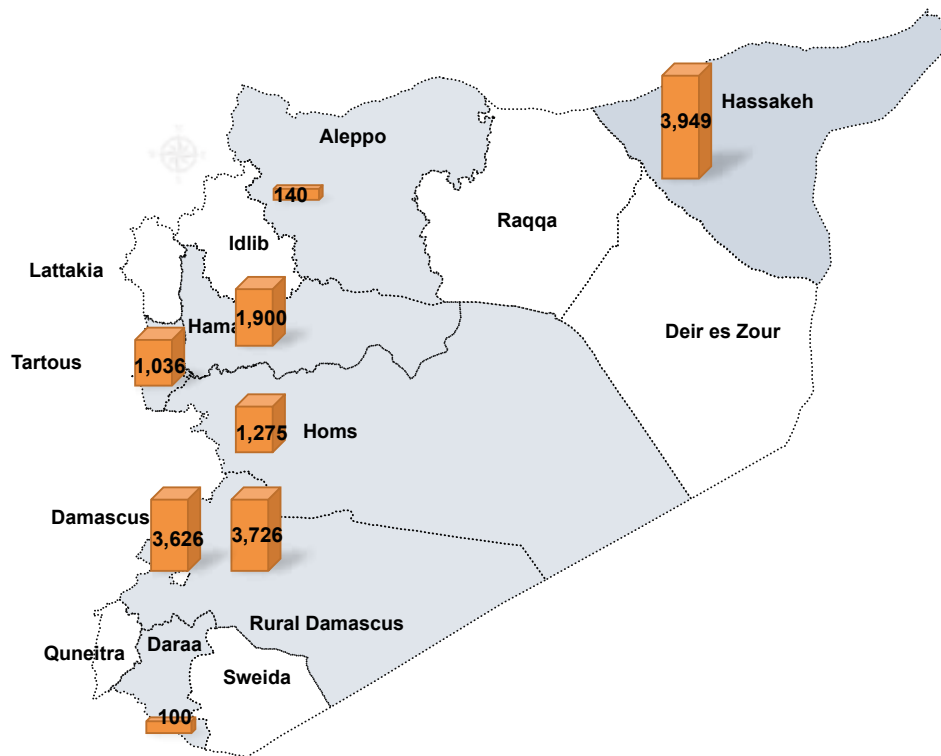 Hassakeh
3,949
Aleppo
140
Raqqa
Idlib
Lattakia
Hama
1,900
Deir es Zour
Tartous
1,036
1,275
Homs
Damascus
3,626
3,726
Rural Damascus
Daraa
Quneitra
Sweida
100